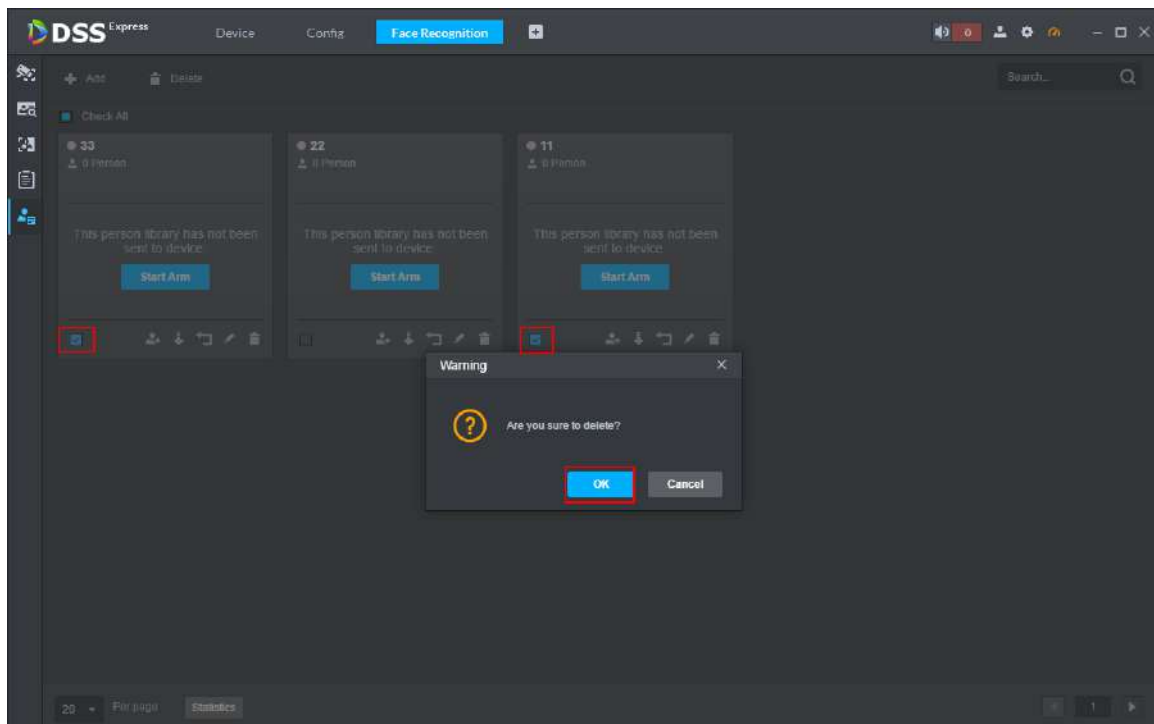 DSS Express
Device
Config
Face Recognition
0
Add
Delete
Search...
Check All
33
0 Person
22
0 Person
11
0 Person
This person library has not been
sent to device
Start Arm
This person library has not been
sent to device
Start Arm
This person library has not been
sent to device
Start Arm
Warning
Are you sure to delete?
OK
Cancel
20
Per page
Statistics
1